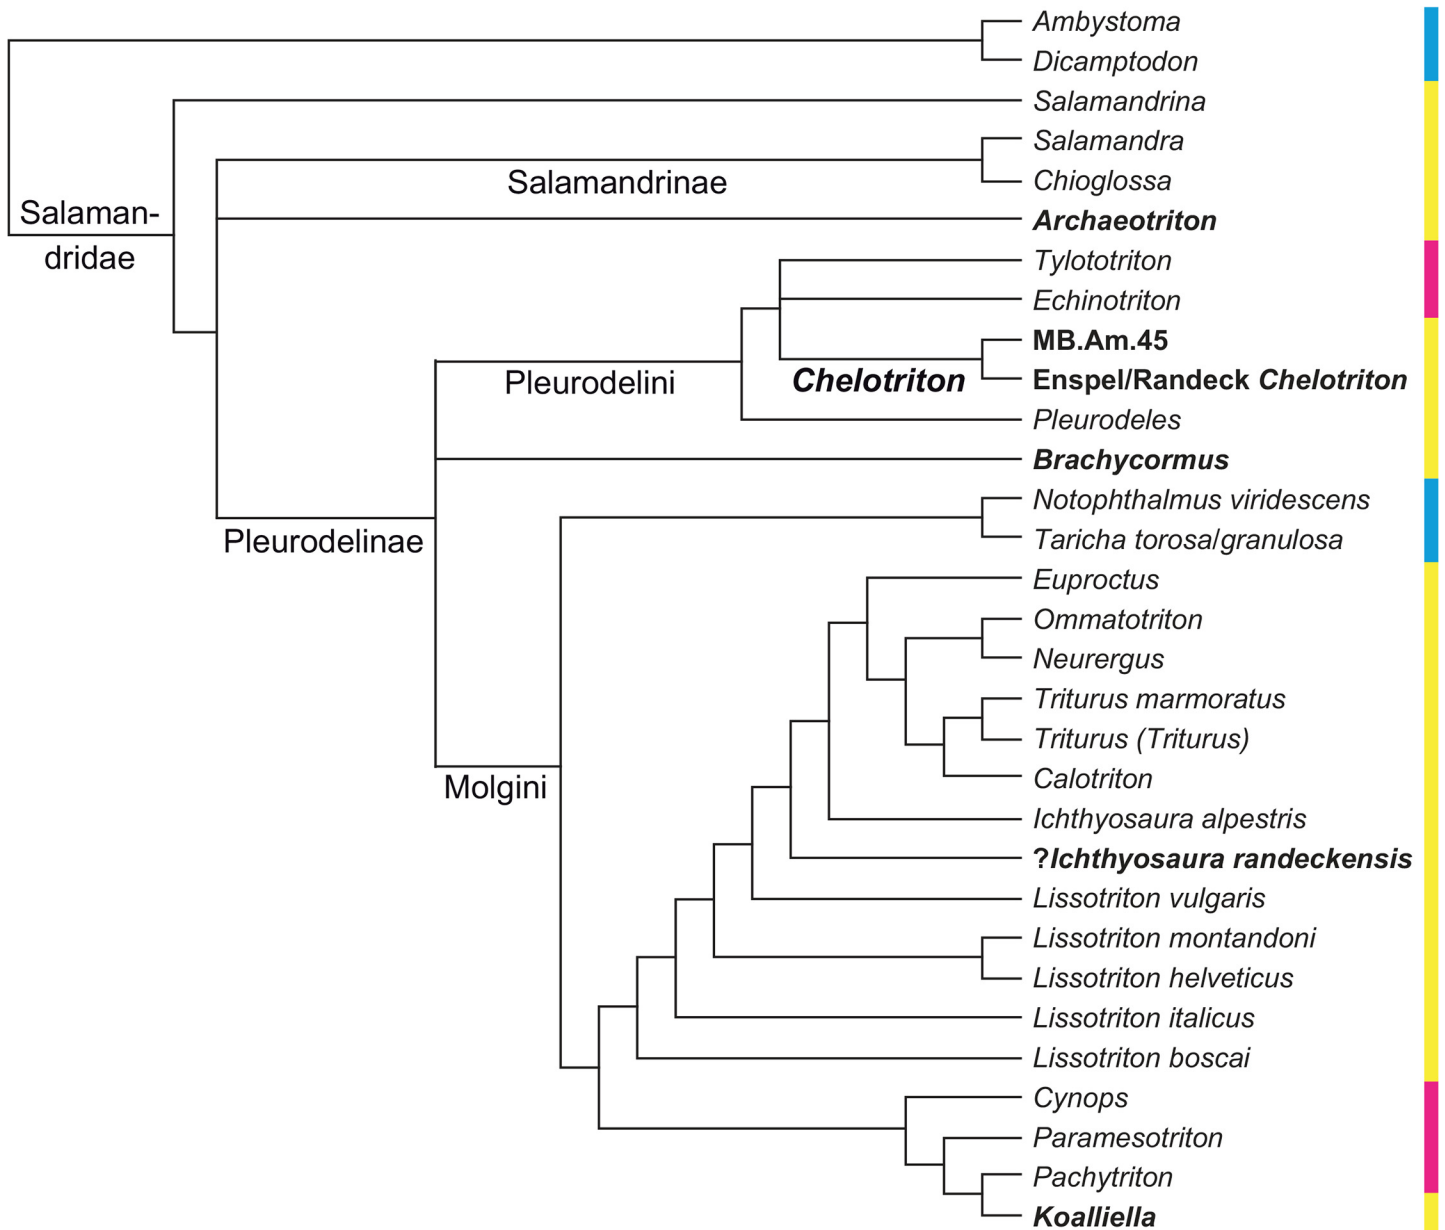 Ambystoma
Dicamptodon
Salamandrina
Salamandra
Chioglossa
Salamandrinae
Salaman-
dridae
Archaeotriton
Tylototriton
Echinotriton
MB.Am.45
Enspel/Randeck Chelotriton
Chelotriton
Pleurodelini
Pleurodeles
Brachycormus
Notophthalmus viridescens
Taricha torosa/granulosa
Pleurodelinae
Euproctus
Ommatotriton
Neurergus
Triturus marmoratus
Triturus (Triturus)
Calotriton
Molgini
Ichthyosaura alpestris
?Ichthyosaura randeckensis
Lissotriton vulgaris
Lissotriton montandoni
Lissotriton helveticus
Lissotriton italicus
Lissotriton boscai
Cynops
Paramesotriton
Pachytriton
Koalliella